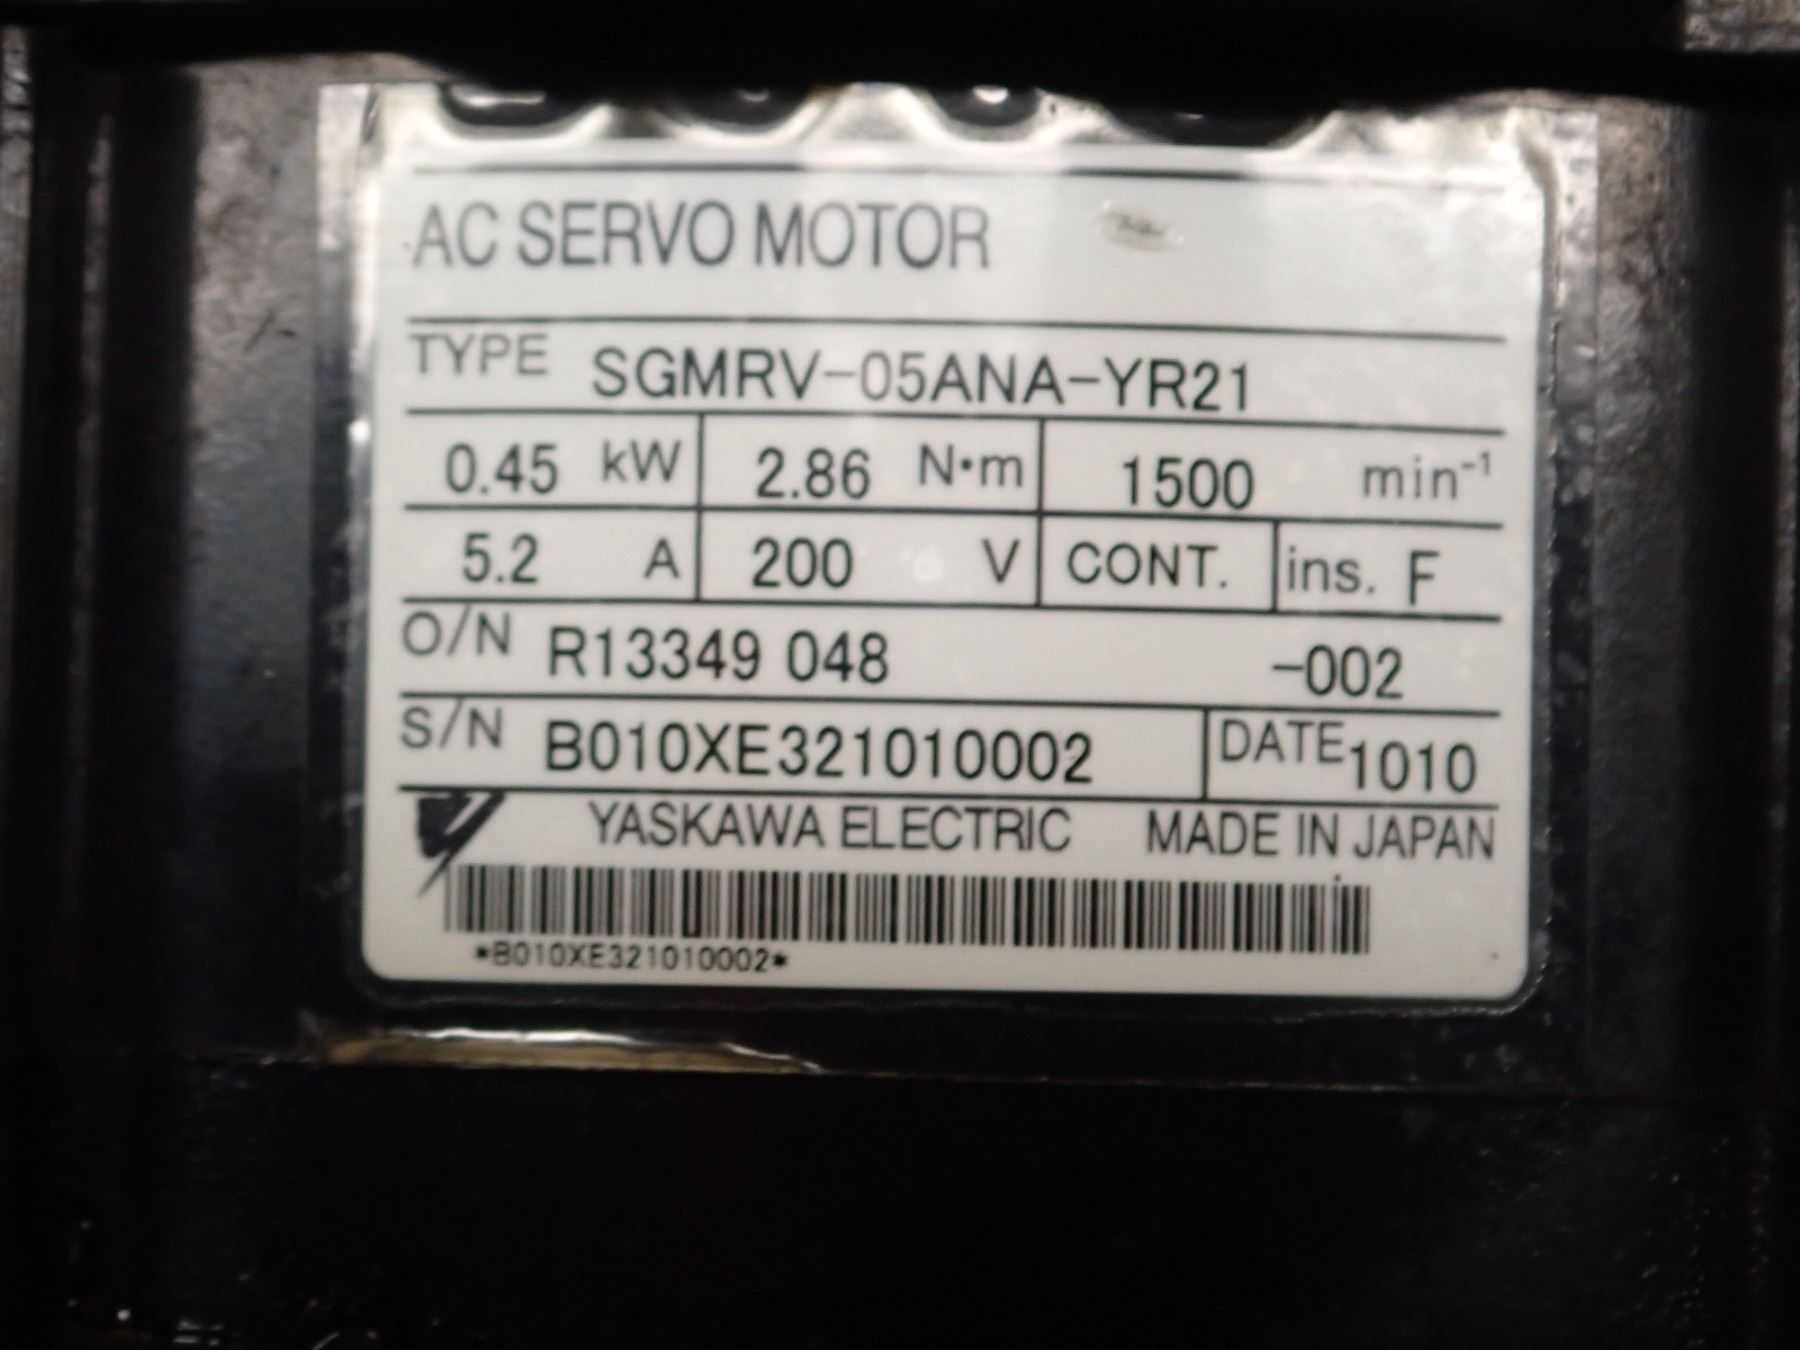 AC SERVO MOTOR
TYPE SGMRV-05ANA-YR21
0.45 kW 2.86 N·m 1500 min⁻¹
5.2 A 200 V CONT. ins. F
O/N R13349 048 -002
S/N B010XE321010002 DATE 1010
YASKAWA ELECTRIC MADE IN JAPAN
*B010XE321010002*